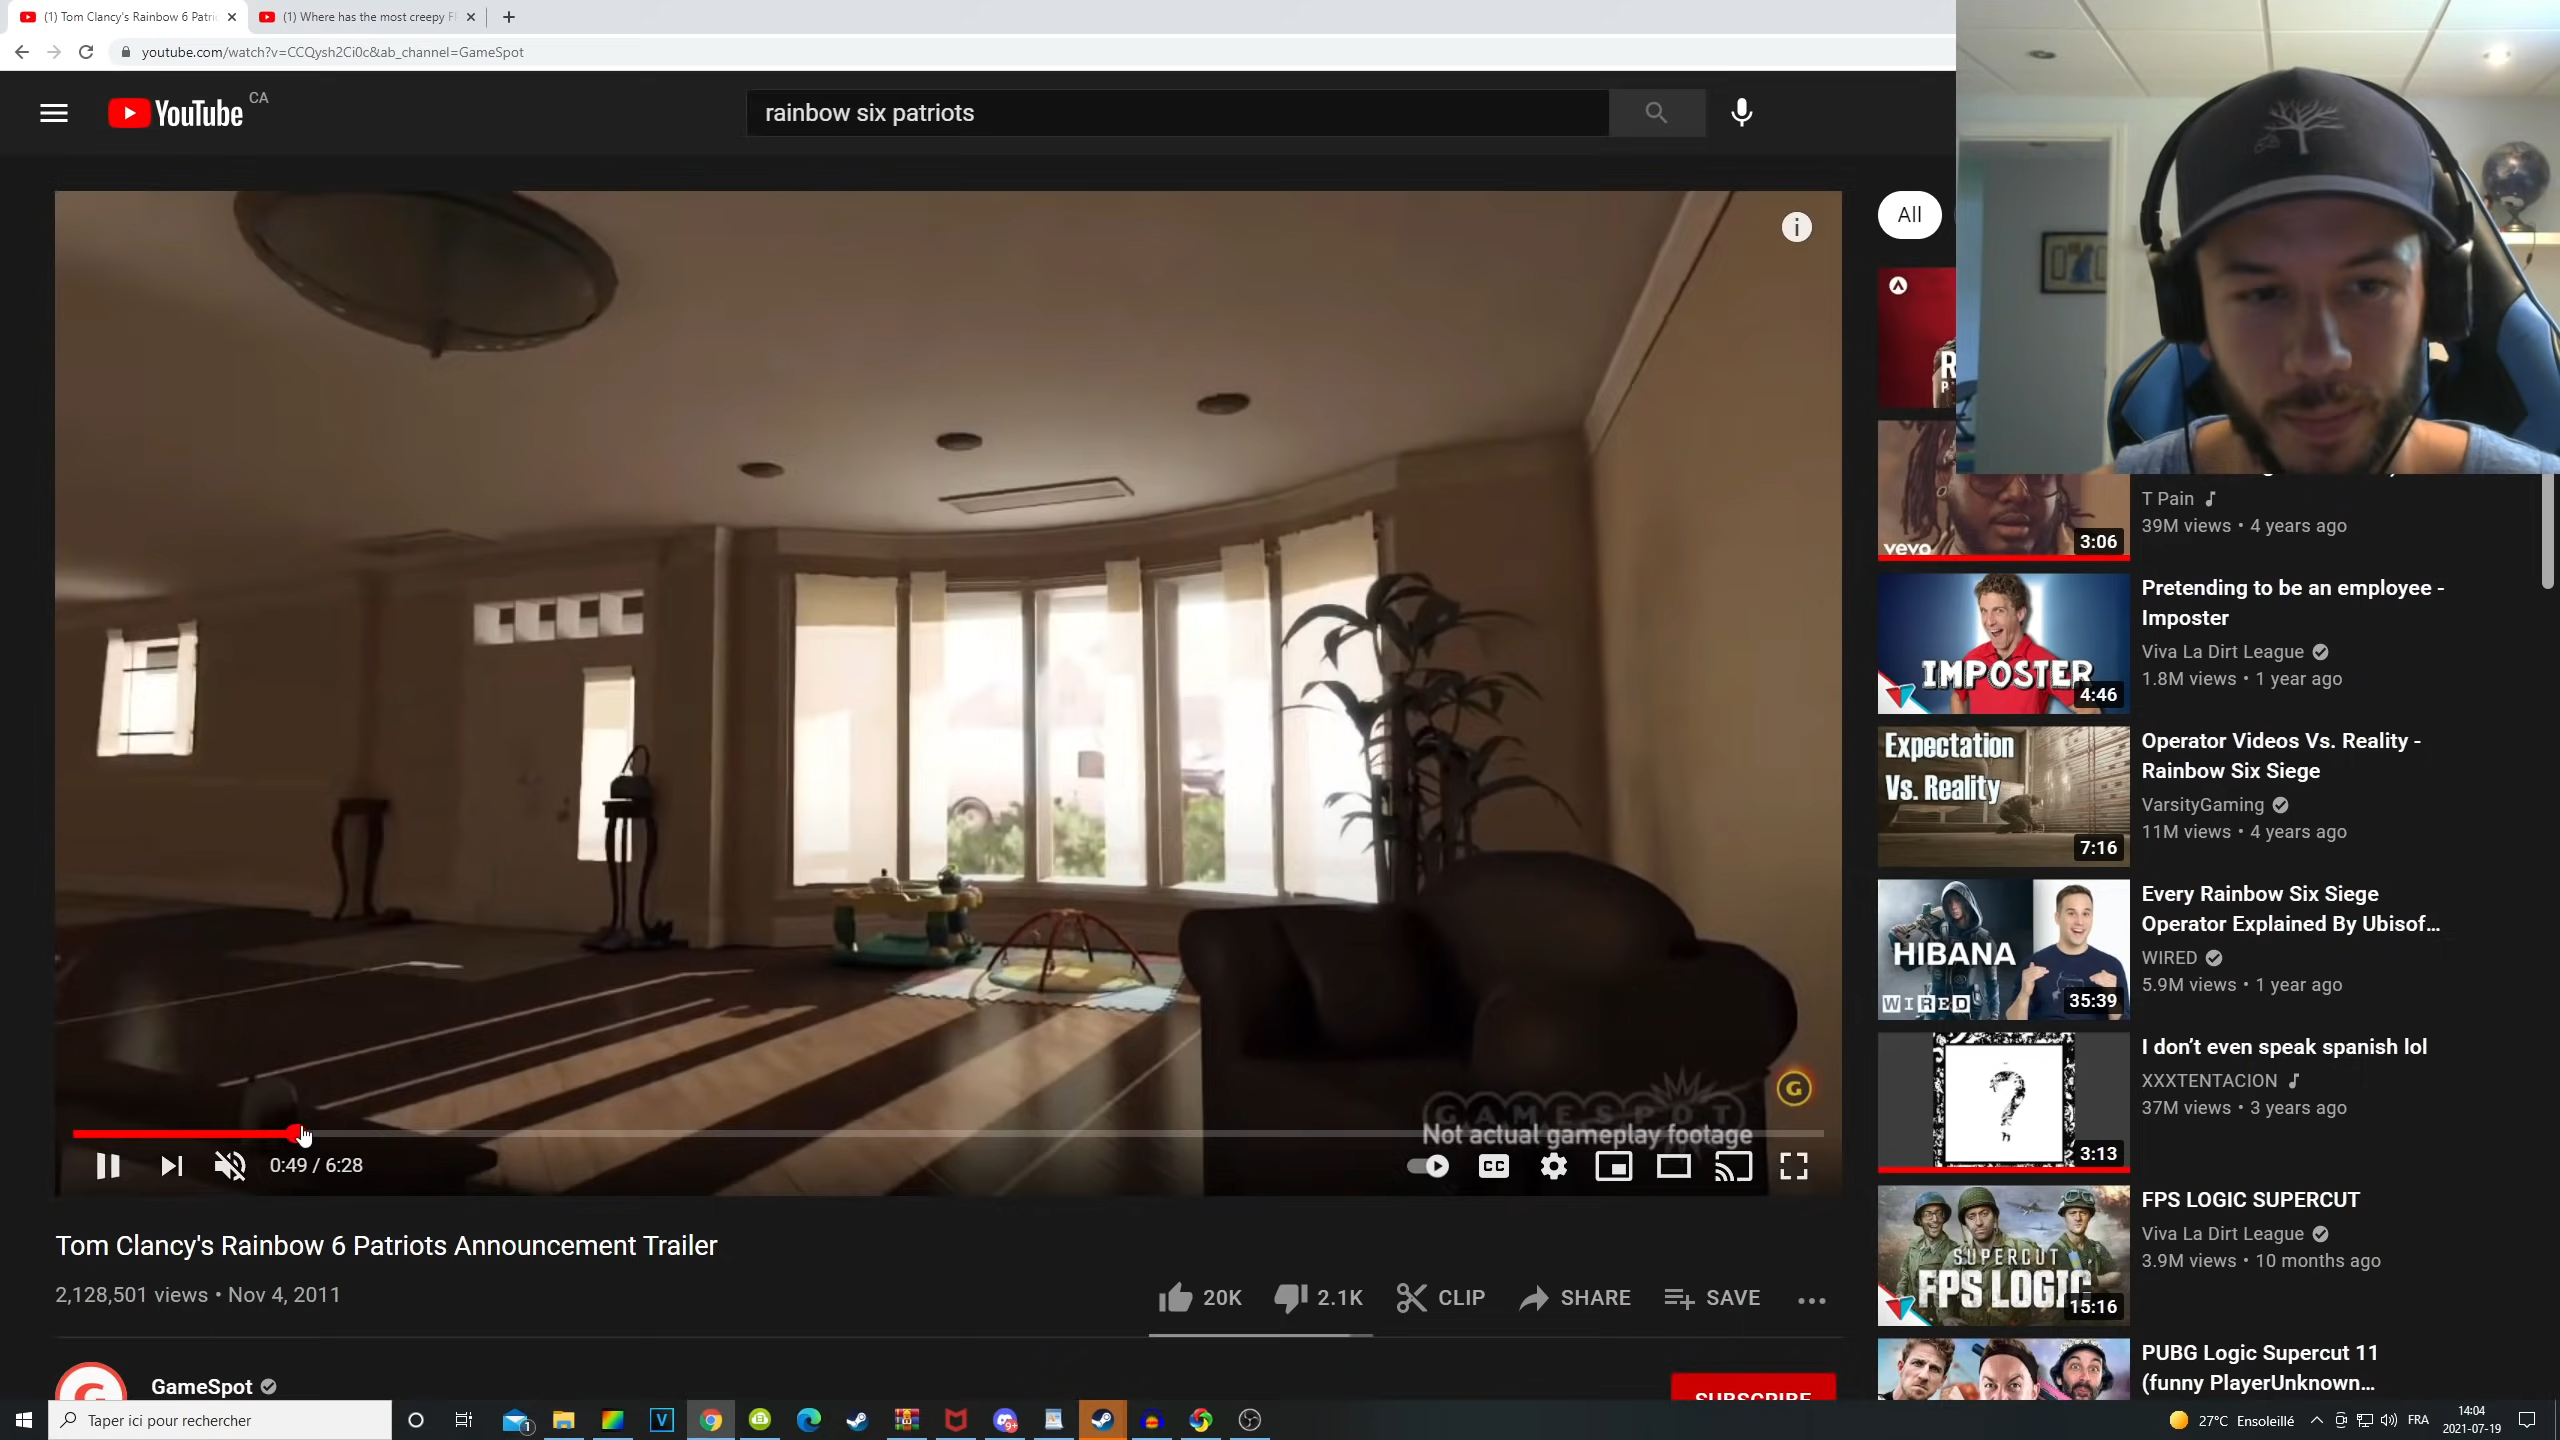 (1) Tom Clancy's Rainbow 6 Patri
(1) Where has the most creepy F
youtube.com/watch?v=CCQysh2Ci0c&ab_channel=GameSpot
YouTube CA
rainbow six patriots
All
T Pain
39M views • 4 years ago
vevo
3:06
Pretending to be an employee -
Imposter
Viva La Dirt League
1.8M views • 1 year ago
IMPOSTER
4:46
Operator Videos Vs. Reality -
Rainbow Six Siege
VarsityGaming
11M views • 4 years ago
Expectation
Vs. Reality
7:16
Every Rainbow Six Siege
Operator Explained By Ubisof...
WIRED
5.9M views • 1 year ago
HIBANA
WIRED
35:39
I don’t even speak spanish lol
XXXTENTACION
37M views • 3 years ago
?
3:13
FPS LOGIC SUPERCUT
Viva La Dirt League
3.9M views • 10 months ago
SUPERCUT
FPS LOGIC
15:16
PUBG Logic Supercut 11
(funny PlayerUnknown...
GAMESPOT
G
Not actual gameplay footage
0:49 / 6:28
CC
Tom Clancy's Rainbow 6 Patriots Announcement Trailer
2,128,501 views • Nov 4, 2011
20K
2.1K
CLIP
SHARE
SAVE
GameSpot
SUBSCRIBE
Taper ici pour rechercher
1
V
9+
27°C Ensoleillé
FRA
14:04
2021-07-19